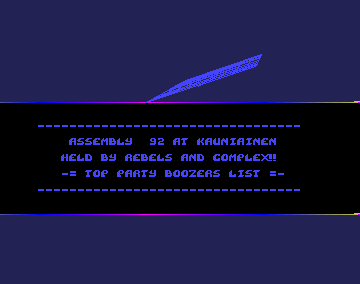 ----------------------------------
ASSEMBLY 92 AT KAUNIAINEN
HELD BY REBELS AND COMPLEX!!
-= TOP PARTY BOOZERS LIST =-
----------------------------------